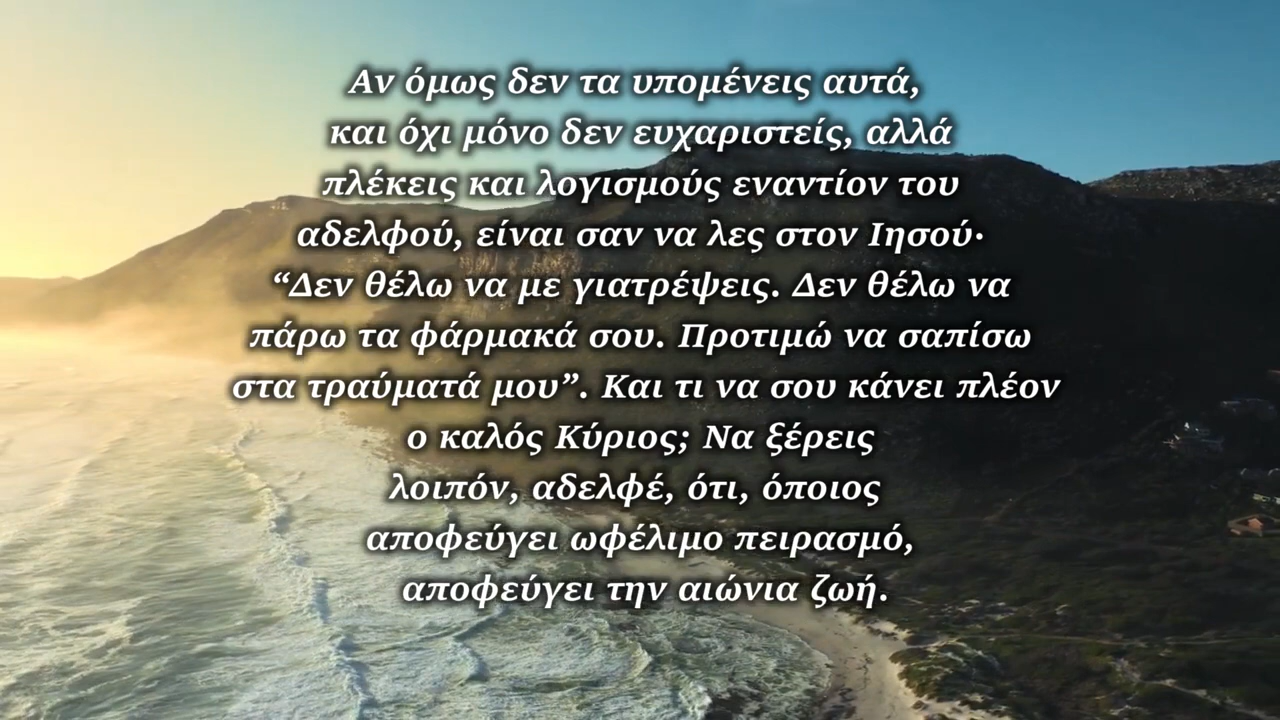 Αν όμως δεν τα υπομένεις αυτά,
και όχι μόνο δεν ευχαριστείς, αλλά
πλέκεις και λογισμούς εναντίον του
αδελφού, είναι σαν να λες στον Ιησού·
“Δεν θέλω να με γιατρέψεις. Δεν θέλω να
πάρω τα φάρμακά σου. Προτιμώ να σαπίσω
στα τραύματά μου”. Και τι να σου κάνει πλέον
ο καλός Κύριος; Να ξέρεις
λοιπόν, αδελφέ, ότι, όποιος
αποφεύγει ωφέλιμο πειρασμό,
αποφεύγει την αιώνια ζωή.